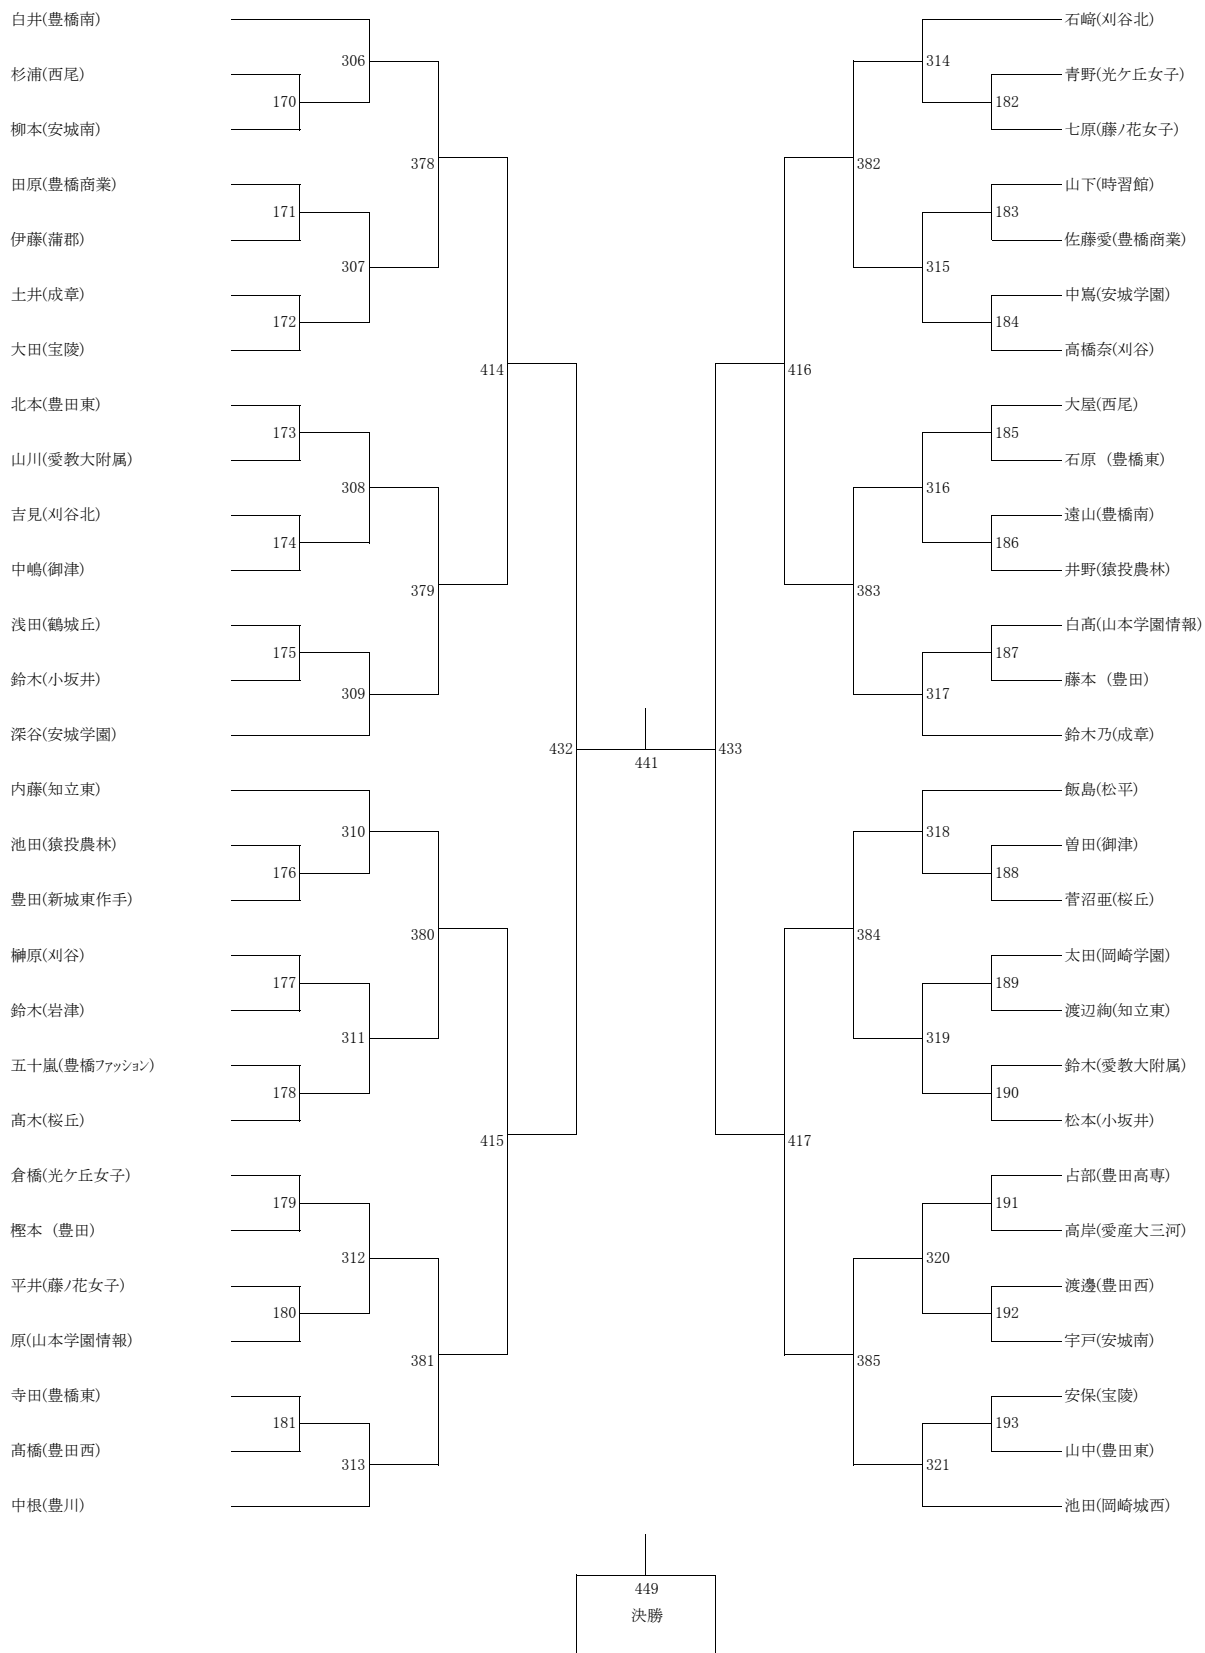 白井(豊橋南)
306
杉浦(西尾)
170
柳本(安城南)
378
田原(豊橋商業)
171
伊藤(蒲郡)
307
土井(成章)
172
大田(宝陵)
414
北本(豊田東)
173
山川(愛教大附属)
308
吉見(刈谷北)
174
中嶋(御津)
379
浅田(鶴城丘)
175
鈴木(小坂井)
309
深谷(安城学園)
432
内藤(知立東)
310
池田(猿投農林)
176
豊田(新城東作手)
380
榊原(刈谷)
177
鈴木(岩津)
311
五十嵐(豊橋ファッション)
178
髙木(桜丘)
415
倉橋(光ケ丘女子)
179
樫本（豊田）
312
平井(藤ノ花女子)
180
原(山本学園情報)
381
寺田(豊橋東)
181
髙橋(豊田西)
313
中根(豊川)
441
石﨑(刈谷北)
314
青野(光ケ丘女子)
182
七原(藤ノ花女子)
382
山下(時習館)
183
佐藤愛(豊橋商業)
315
中嶌(安城学園)
184
高橋奈(刈谷)
416
大屋(西尾)
185
石原（豊橋東）
316
遠山(豊橋南)
186
井野(猿投農林)
383
白髙(山本学園情報)
187
藤本（豊田）
317
鈴木乃(成章)
433
飯島(松平)
318
曽田(御津)
188
菅沼亜(桜丘)
384
太田(岡崎学園)
189
渡辺絢(知立東)
319
鈴木(愛教大附属)
190
松本(小坂井)
417
占部(豊田高専)
191
高岸(愛産大三河)
320
渡邊(豊田西)
192
宇戸(安城南)
385
安保(宝陵)
193
山中(豊田東)
321
池田(岡崎城西)
449
決勝